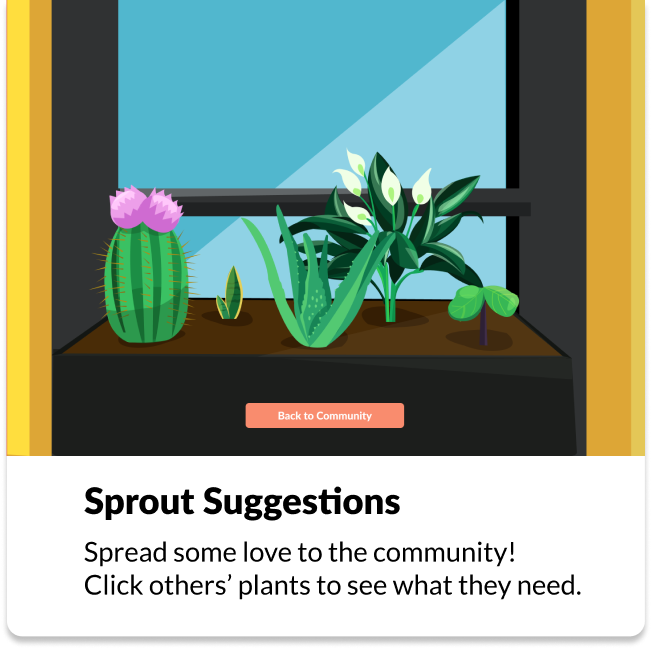 Back to Community
Sprout Suggestions
Spread some love to the community!
Click others’ plants to see what they need.